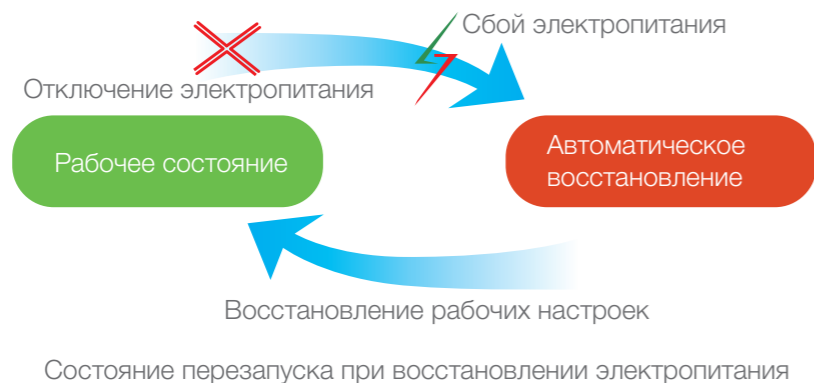 Сбой электропитания
Отключение электропитания
Рабочее состояние
Автоматическое
восстановление
Восстановление рабочих настроек
Состояние перезапуска при восстановлении электропитания